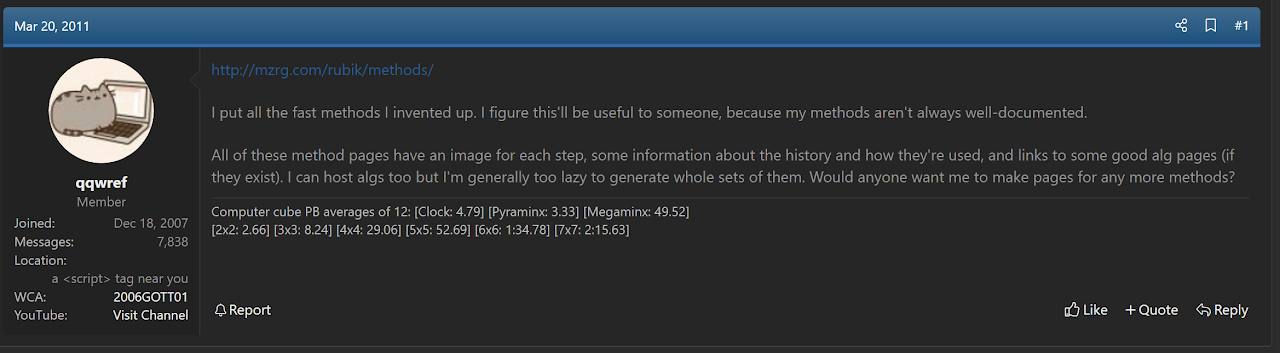 Mar 20, 2011
#1
http://mzrg.com/rubik/methods/
I put all the fast methods I invented up. I figure this'll be useful to someone, because my methods aren't always well-documented.
All of these method pages have an image for each step, some information about the history and how they're used, and links to some good alg pages (if
they exist). I can host algs too but I'm generally too lazy to generate whole sets of them. Would anyone want me to make pages for any more methods?
qqwref
Member
Joined: Dec 18, 2007
Messages: 7,838
Location:
a <script> tag near you
WCA: 2006GOTT01
YouTube: Visit Channel
Computer cube PB averages of 12: [Clock: 4.79] [Pyraminx: 3.33] [Megaminx: 49.52]
[2x2: 2.66] [3x3: 8.24] [4x4: 29.06] [5x5: 52.69] [6x6: 1:34.78] [7x7: 2:15.63]
Report
Like
+ Quote
Reply